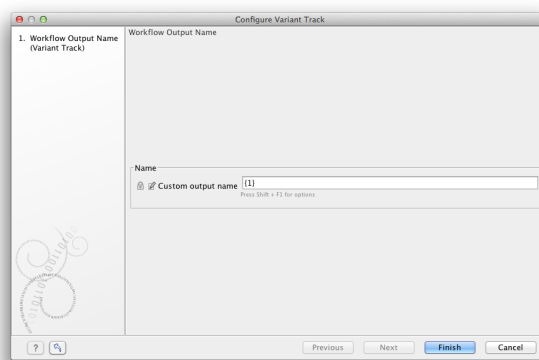 Configure Variant Track
1. Workflow Output Name
(Variant Track)
Workflow Output Name
Name
Custom output name
{1}
Press Shift + F1 for options
?
Previous
Next
Finish
Cancel